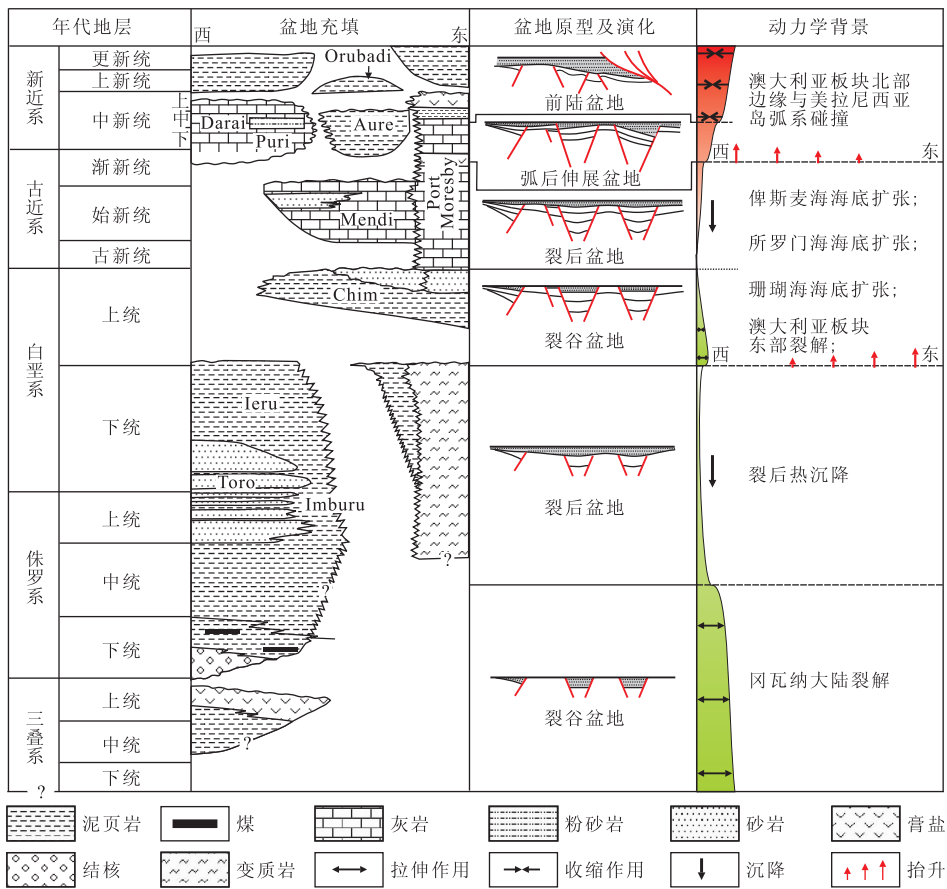 年代地层
盆地充填
盆地原型及演化
动力学背景
西
东
新近系
更新统
上新统
中新统
上
中
下
古近系
渐新统
始新统
古新统
白垩系
上统
下统
侏罗系
上统
中统
下统
三叠系
上统
中统
下统
?
Orubadi
Darai
Puri
Aure
Port
Moresby
Mendi
Chim
Ieru
Toro
Imburu
?
?
?
前陆盆地
弧后伸展盆地
裂后盆地
裂谷盆地
裂后盆地
裂谷盆地
澳大利亚板块北部
边缘与美拉尼西亚
岛弧系碰撞
西
东
俾斯麦海海底扩张;
所罗门海海底扩张;
珊瑚海海底扩张;
澳大利亚板块
东部裂解;
西
东
裂后热沉降
冈瓦纳大陆裂解
泥页岩
煤
灰岩
粉砂岩
砂岩
膏盐
结核
变质岩
拉伸作用
收缩作用
沉降
抬升